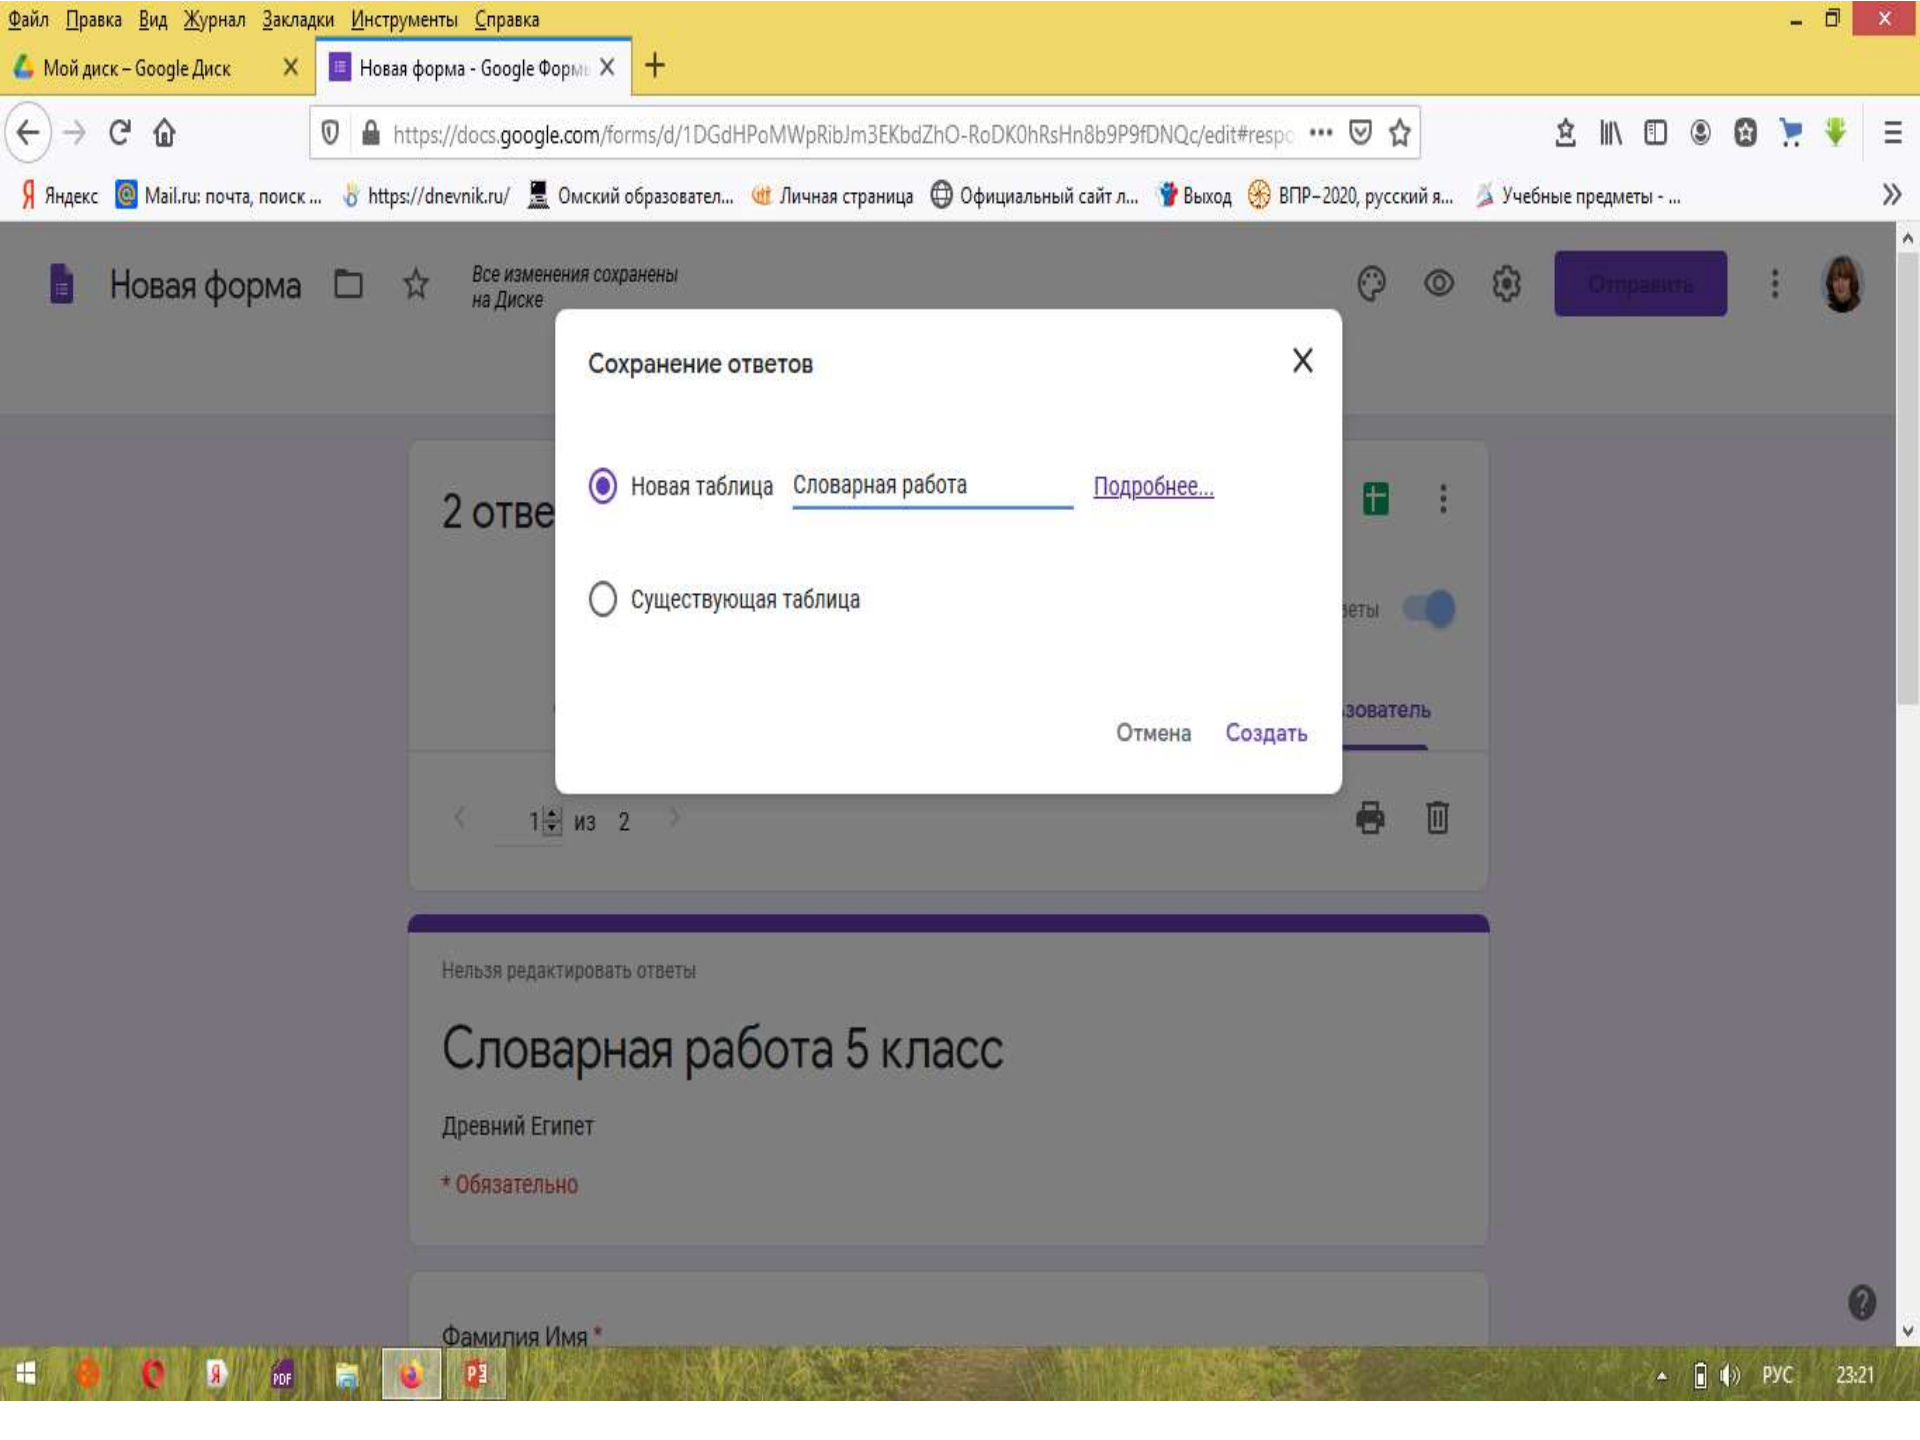 Файл Правка Вид Журнал Закладки Инструменты Справка
Мой диск – Google Диск
Новая форма - Google Формы
https://docs.google.com/forms/d/1DGdHPoMWpRibJm3EKbdZhO-RoDK0hRsHn8b9P9fDNQc/edit#respo
Яндекс Mail.ru: почта, поиск ... https://dnevnik.ru/ Омский образовател... Личная страница Официальный сайт л... Выход ВПР–2020, русский я... Учебные предметы - ...
Новая форма
Все изменения сохранены
на Диске
Отправить
Сохранение ответов
Новая таблица Словарная работа Подробнее...
2 отве
Существующая таблица
веты
Отмена Создать
зователь
1 из 2
Нельзя редактировать ответы
Словарная работа 5 класс
Древний Египет
* Обязательно
Фамилия Имя *
PDF
РУС 23:21